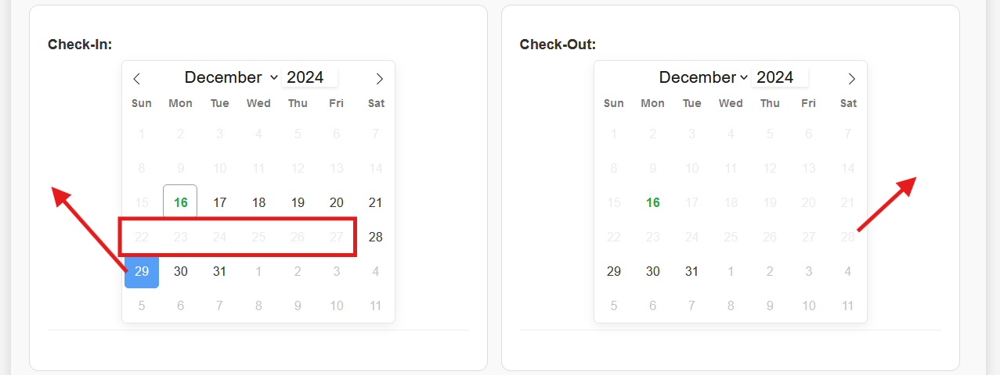 Check-In:
December 2024
Sun Mon Tue Wed Thu Fri Sat
1 2 3 4 5 6 7
8 9 10 11 12 13 14
15 16 17 18 19 20 21
22 23 24 25 26 27 28
29 30 31 1 2 3 4
5 6 7 8 9 10 11
Check-Out:
December 2024
Sun Mon Tue Wed Thu Fri Sat
1 2 3 4 5 6 7
8 9 10 11 12 13 14
15 16 17 18 19 20 21
22 23 24 25 26 27 28
29 30 31 1 2 3 4
5 6 7 8 9 10 11